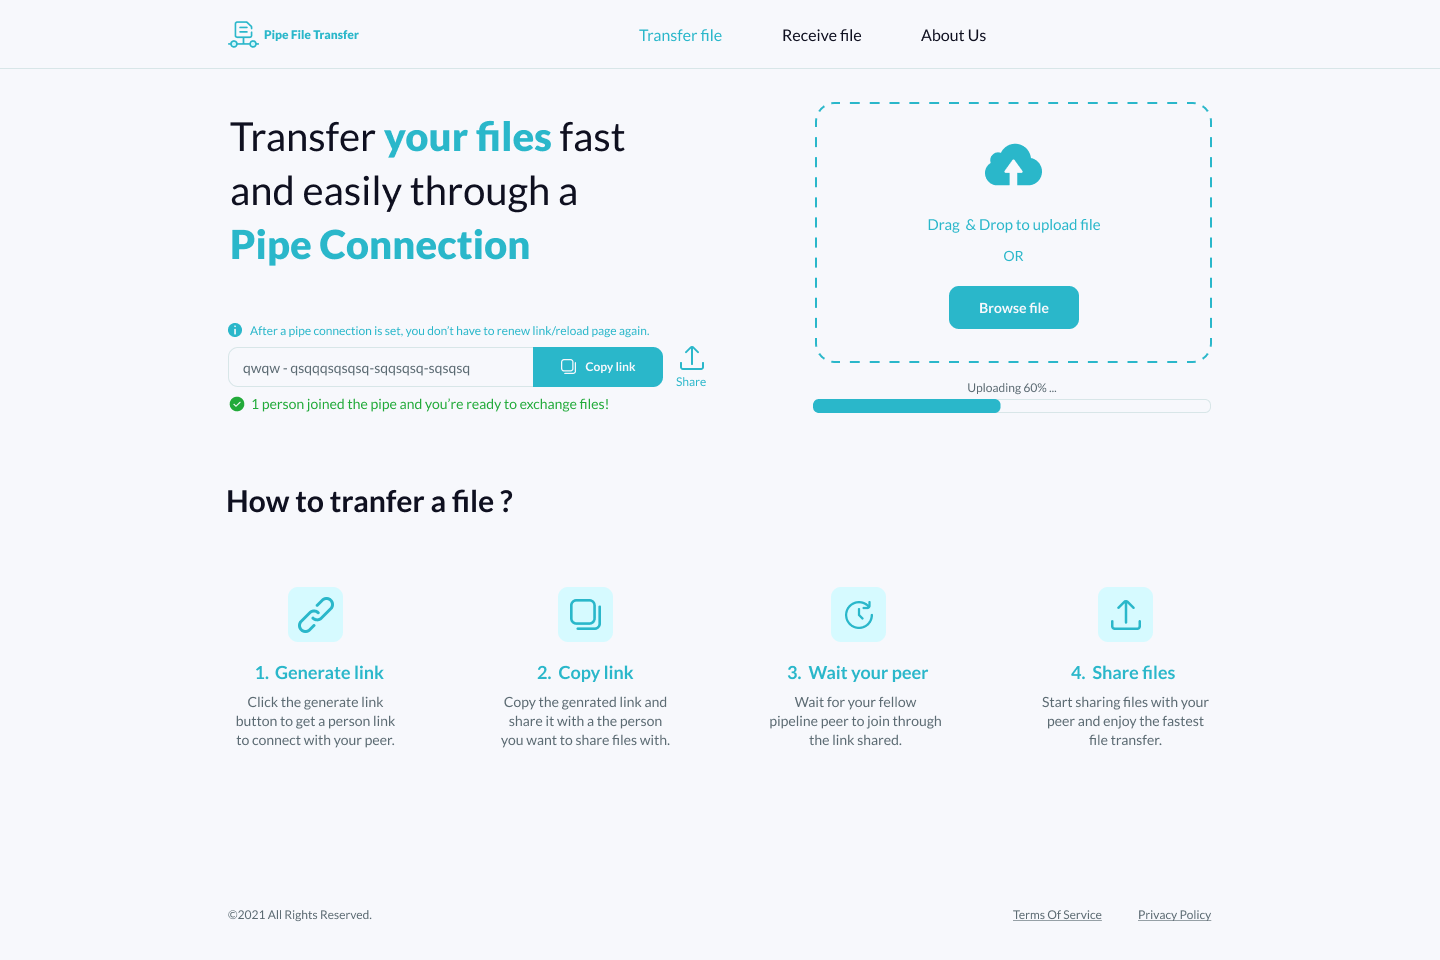 Pipe File Transfer
Transfer file
Receive file
About Us
Transfer your files fast
and easily through a
Pipe Connection
After a pipe connection is set, you don't have to renew link/reload page again.
qwqw - qsqqqsqsqsq-sqqsqsq-sqsqsq
Copy link
Share
1 person joined the pipe and you're ready to exchange files!
Drag & Drop to upload file
OR
Browse file
Uploading 60% ...
How to tranfer a file ?
1. Generate link
Click the generate link
button to get a person link
to connect with your peer.
2. Copy link
Copy the genrated link and
share it with a the person
you want to share files with.
3. Wait your peer
Wait for your fellow
pipeline peer to join through
the link shared.
4. Share files
Start sharing files with your
peer and enjoy the fastest
file transfer.
©2021 All Rights Reserved.
Terms Of Service
Privacy Policy